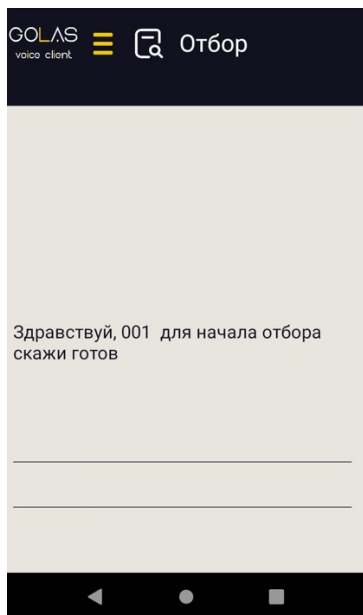 GOLAS
voice client
Отбор
Здравствуй, 001 для начала отбора
скажи готов